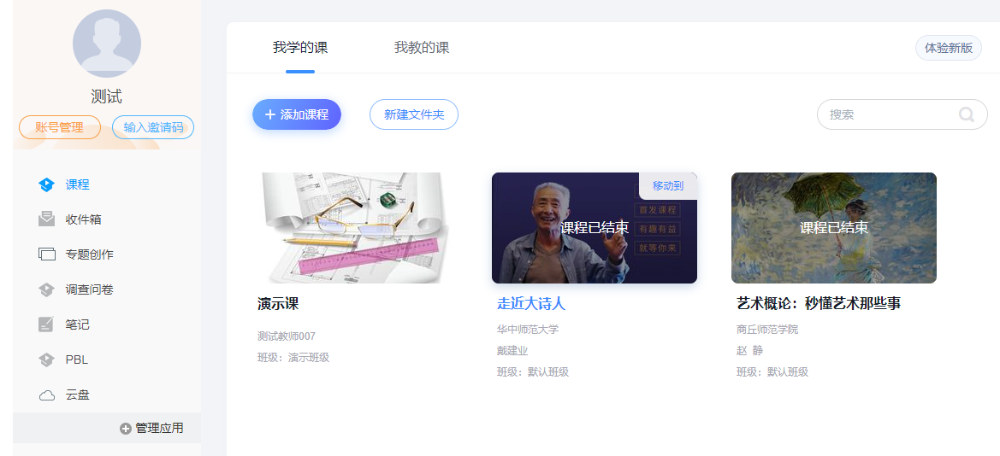 测试
账号管理
输入邀请码
课程
收件箱
专题创作
调查问卷
笔记
PBL
云盘
管理应用
我学的课
我教的课
体验新版
添加课程
新建文件夹
搜索
演示课
测试教师007
班级：演示班级
移动到
首发课程
有趣有益
就等你来
课程已结束
走近大诗人
华中师范大学
戴建业
班级：默认班级
课程已结束
艺术概论：秒懂艺术那些事
商丘师范学院
赵 静
班级：默认班级